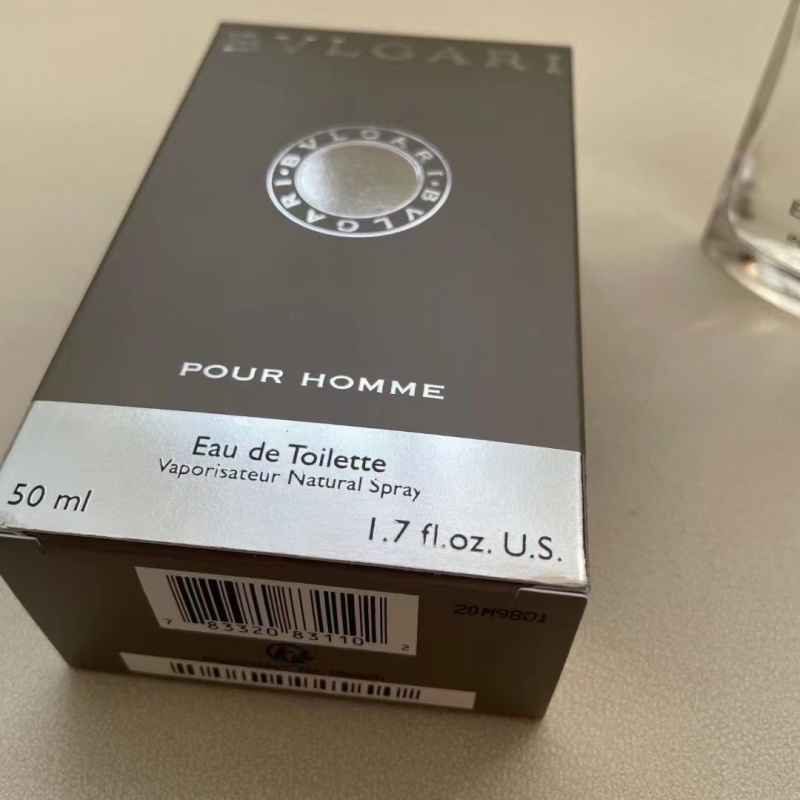 BVLGARI
BVLGARI • BVLGARI •
POUR HOMME
Eau de Toilette
Vaporisateur Natural Spray
50 ml
1.7 fl.oz. U.S.
20M98D1
7 83320 83110 2